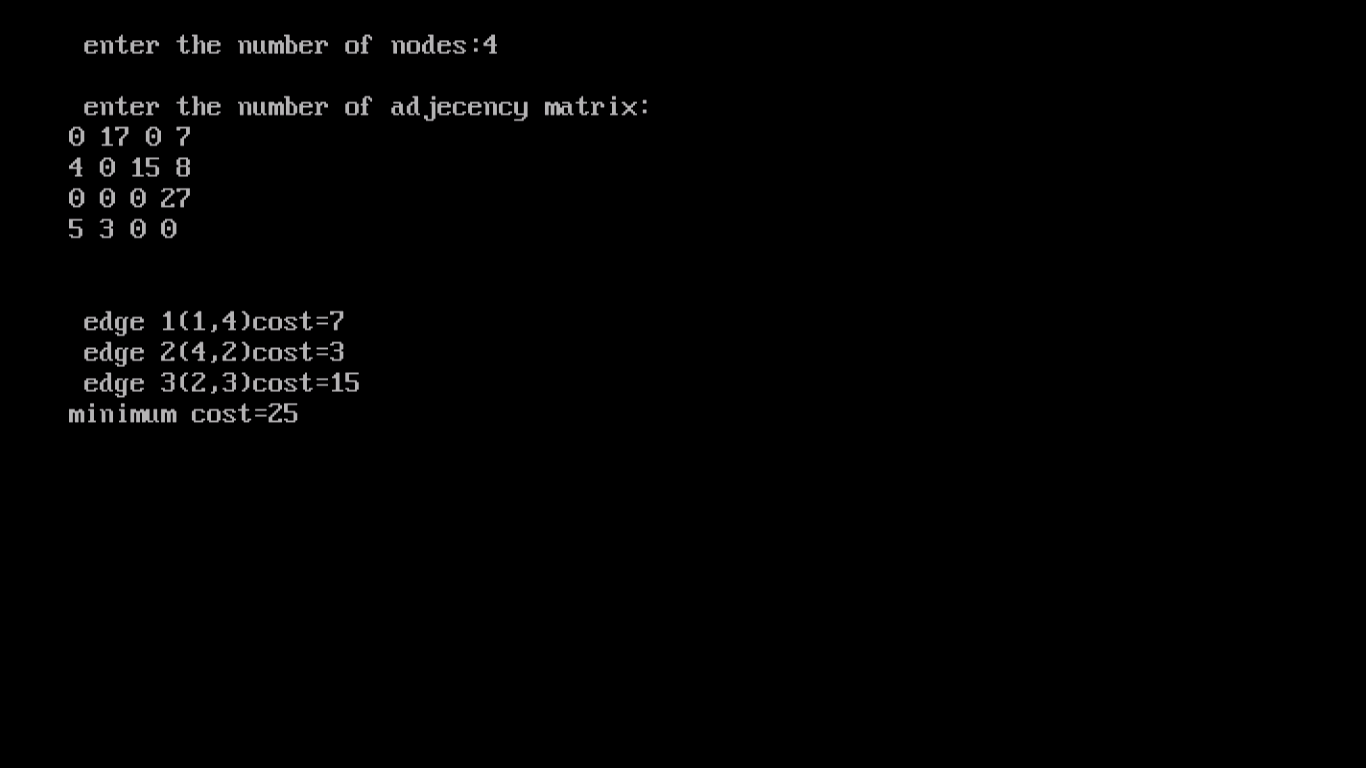 enter the number of nodes:4
enter the number of adjecency matrix:
0 17 0 7
4 0 15 8
0 0 0 27
5 3 0 0
edge 1(1,4)cost=7
edge 2(4,2)cost=3
edge 3(2,3)cost=15
minimum cost=25